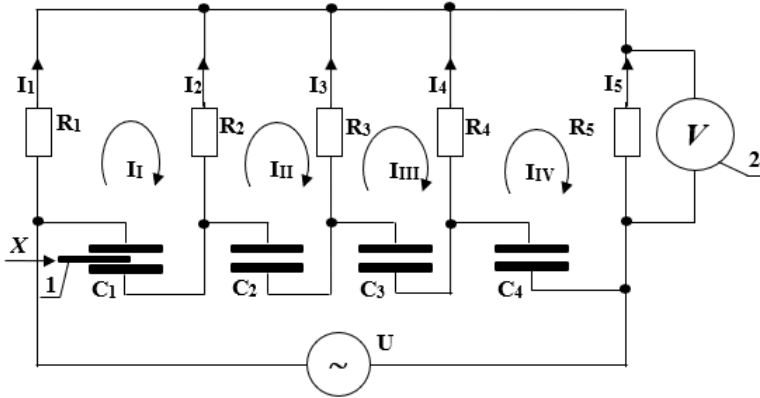 I1 I2 I3 I4 I5
R1 R2 R3 R4 R5
V
2
II III IIII IIV
X
1 C1 C2 C3 C4
~ U